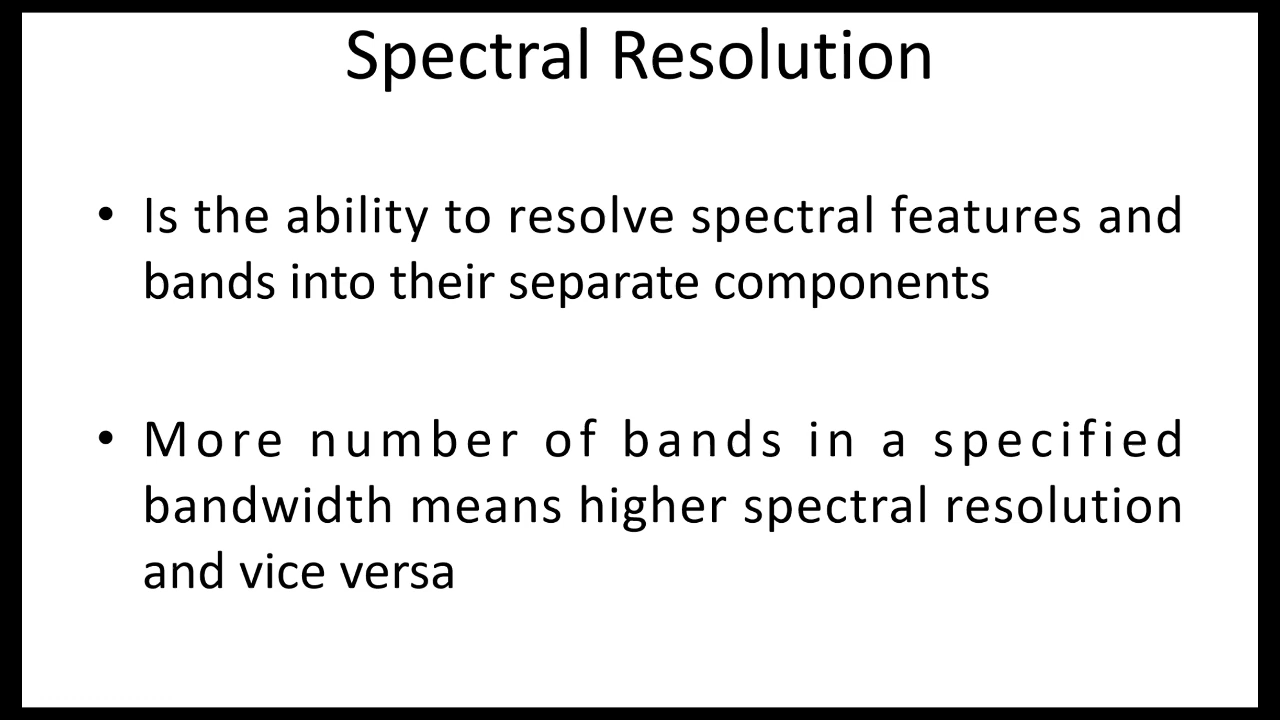 Spectral Resolution
• Is the ability to resolve spectral features and
bands into their separate components
• More number of bands in a specified
bandwidth means higher spectral resolution
and vice versa